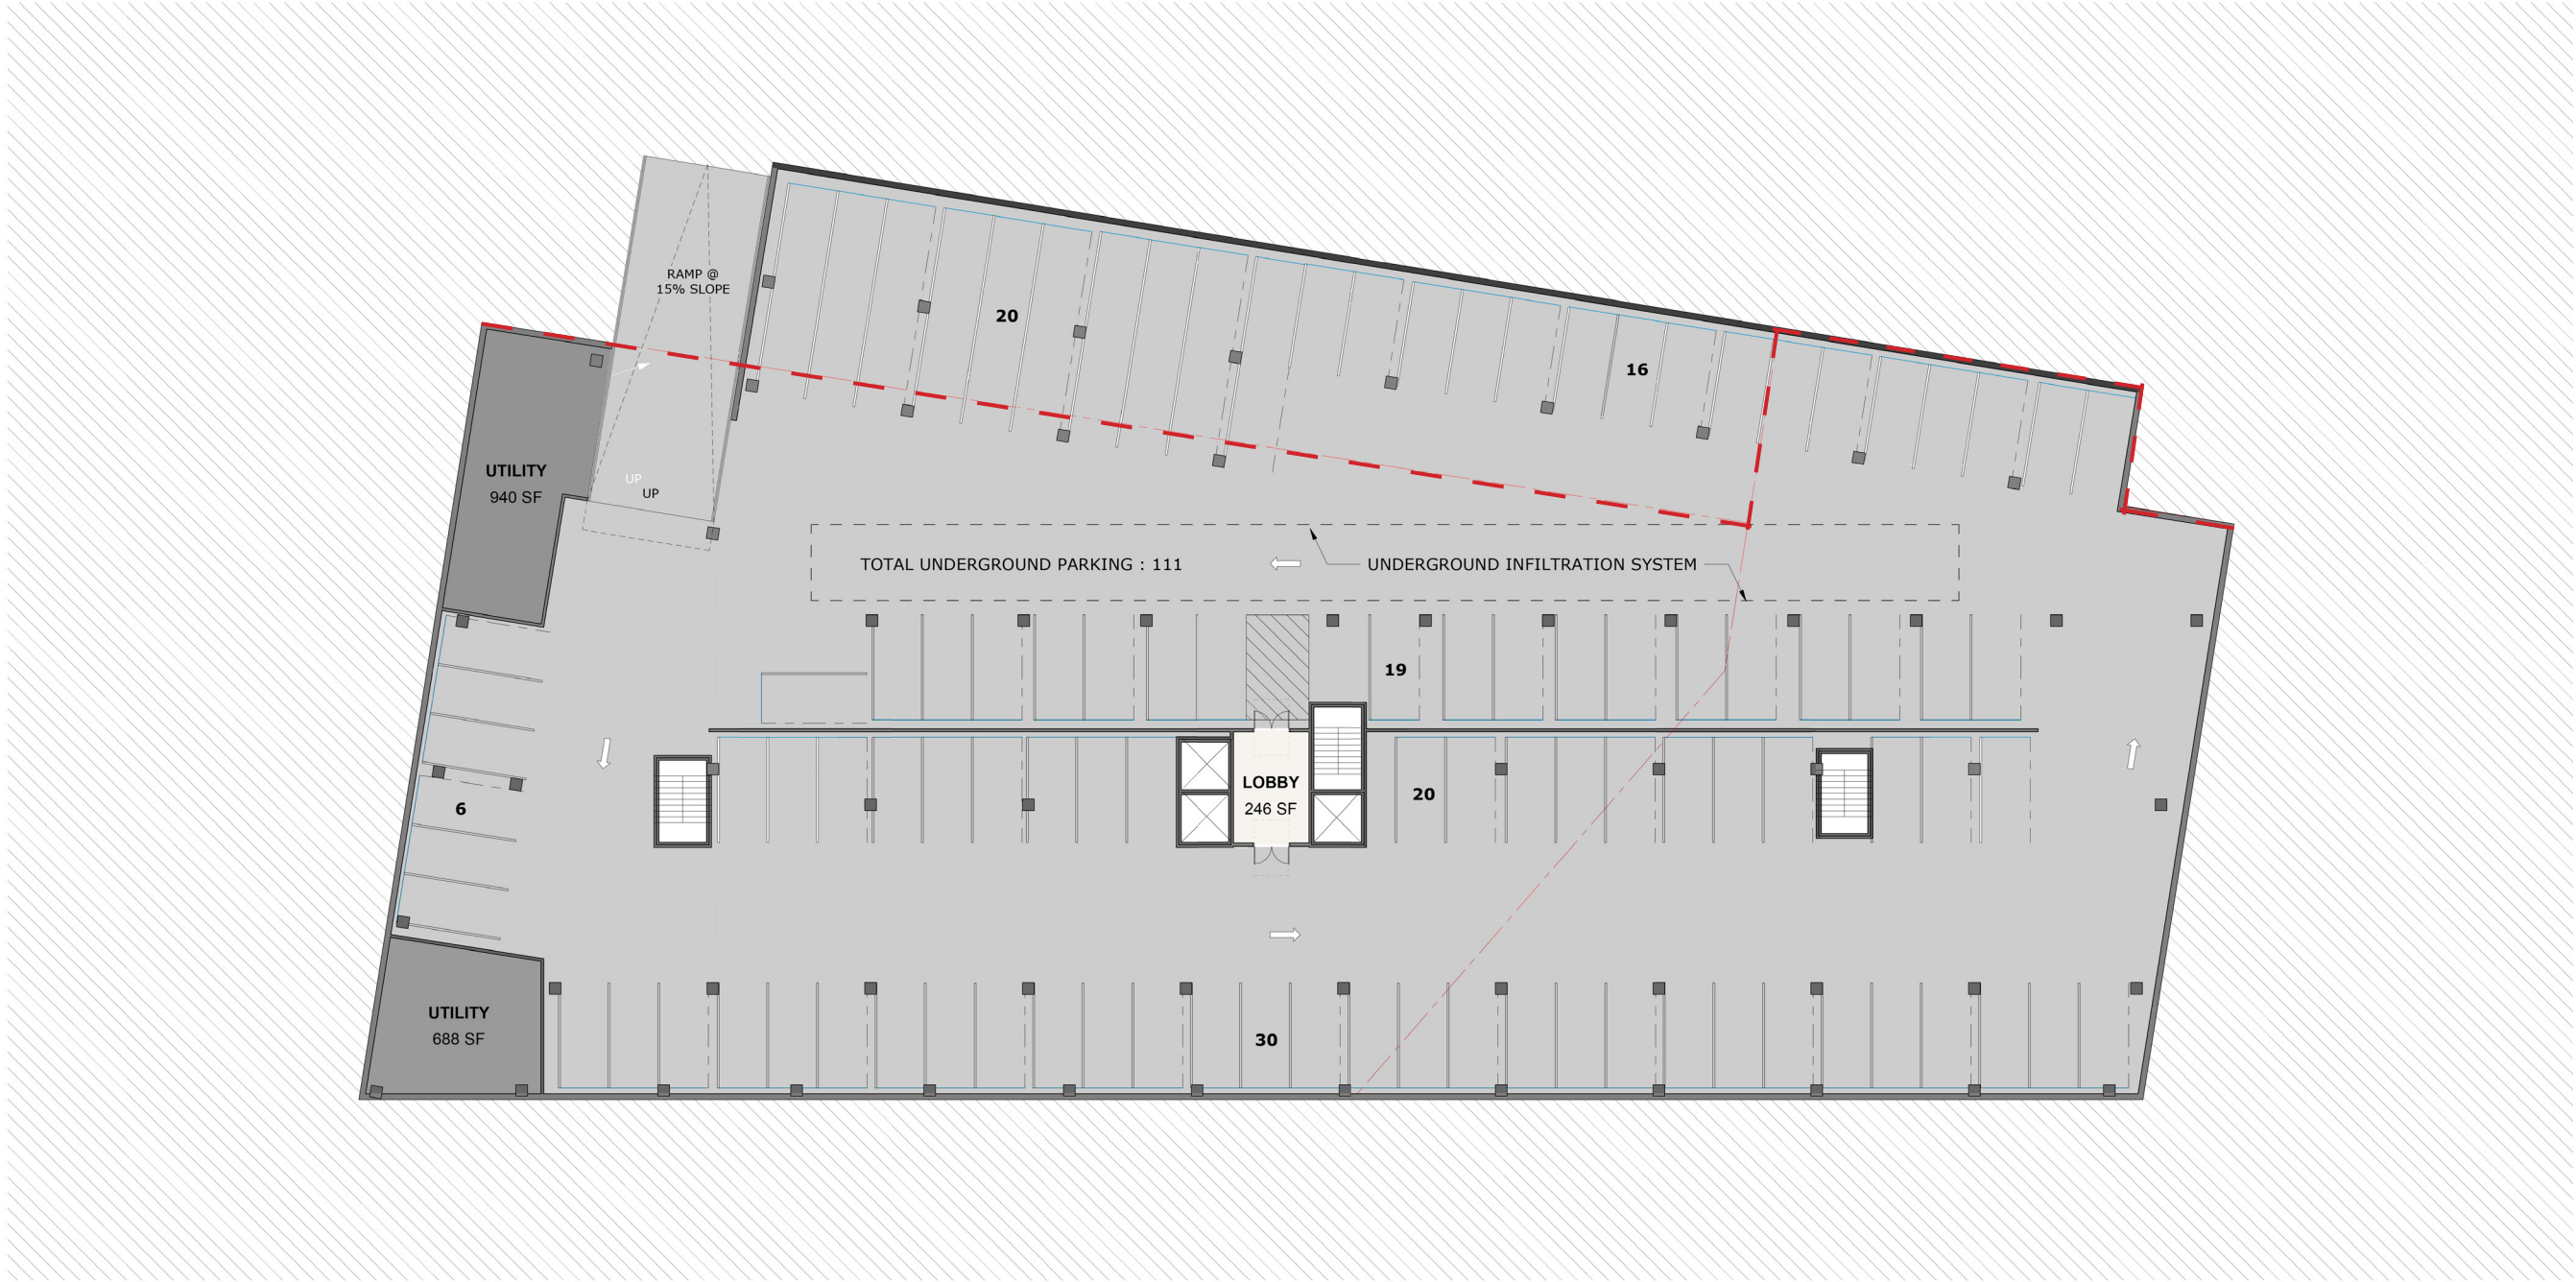 RAMP @
15% SLOPE
20
16
UTILITY
940 SF
UP
UP
TOTAL UNDERGROUND PARKING : 111
UNDERGROUND INFILTRATION SYSTEM
19
LOBBY
246 SF
20
6
UTILITY
688 SF
30